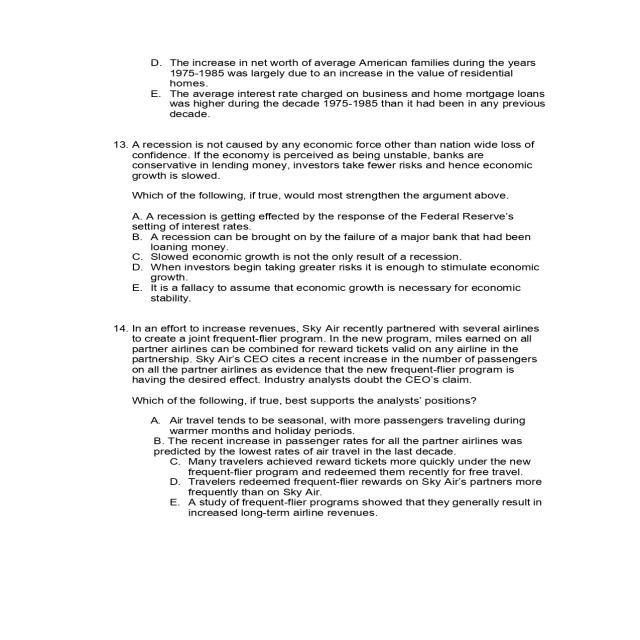 D. The increase in net worth of average American families during the years
1975-1985 was largely due to an increase in the value of residential
homes.
E. The average interest rate charged on business and home mortgage loans
was higher during the decade 1975-1985 than it had been in any previous
decade.
13. A recession is not caused by any economic force other than nation wide loss of
confidence. If the economy is perceived as being unstable, banks are
conservative in lending money, investors take fewer risks and hence economic
growth is slowed.
Which of the following, if true, would most strengthen the argument above.
A. A recession is getting effected by the response of the Federal Reserve's
setting of interest rates.
B. A recession can be brought on by the failure of a major bank that had been
loaning money.
C. Slowed economic growth is not the only result of a recession.
D. When investors begin taking greater risks it is enough to stimulate economic
growth.
E. It is a fallacy to assume that economic growth is necessary for economic
stability.
14. In an effort to increase revenues, Sky Air recently partnered with several airlines
to create a joint frequent-flier program. In the new program, miles earned on all
partner airlines can be combined for reward tickets valid on any airline in the
partnership. Sky Air's CEO cites a recent increase in the number of passengers
on all the partner airlines as evidence that the new frequent-flier program is
having the desired effect. Industry analysts doubt the CEO's claim.
Which of the following, if true, best supports the analysts' positions?
A. Air travel tends to be seasonal, with more passengers traveling during
warmer months and holiday periods.
B. The recent increase in passenger rates for all the partner airlines was
predicted by the lowest rates of air travel in the last decade.
C. Many travelers achieved reward tickets more quickly under the new
frequent-flier program and redeemed them recently for free travel.
D. Travelers redeemed frequent-flier rewards on Sky Air's partners more
frequently than on Sky Air.
E. A study of frequent-flier programs showed that they generally result in
increased long-term airline revenues.